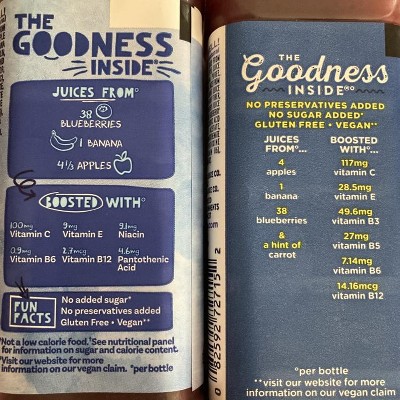 THE
GOODNESS
INSIDE°
JUICES FROM°
38
BLUEBERRIES
1 BANANA
4⅓ APPLES
BOOSTED WITH°
100mg
Vitamin C
9mg
Vitamin E
9.1mg
Niacin
0.9mg
Vitamin B6
2.7mcg
Vitamin B12
4.6mg
Pantothenic
Acid
FUN
FACTS
No added sugar*
No preservatives added
Gluten Free • Vegan**
*Not a low calorie food. See nutritional panel
for information on sugar and calorie content.
*Visit our website for more
information on our vegan claim. °per bottle
THE
Goodness
INSIDE®°
NO PRESERVATIVES ADDED
NO SUGAR ADDED*
GLUTEN FREE • VEGAN**
JUICES
FROM°...
4
apples
1
banana
38
blueberries
&
a hint of
carrot
BOOSTED
WITH°...
117mg
vitamin C
28.5mg
vitamin E
49.6mg
vitamin B3
27mg
vitamin B5
7.14mg
vitamin B6
14.16mcg
vitamin B12
°per bottle
**visit our website for more
information on our vegan claim
0 82592 72715 2